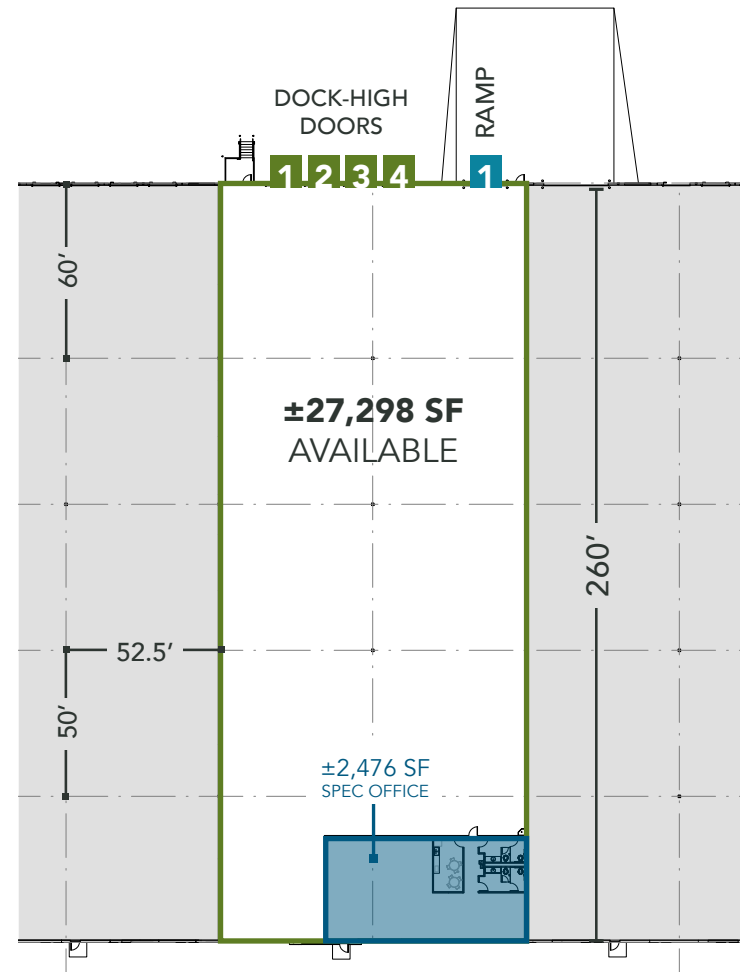 DOCK-HIGH
DOORS
RAMP
1 2 3 4
1
60′
±27,298 SF
AVAILABLE
260′
52.5′
50′
±2,476 SF
SPEC OFFICE